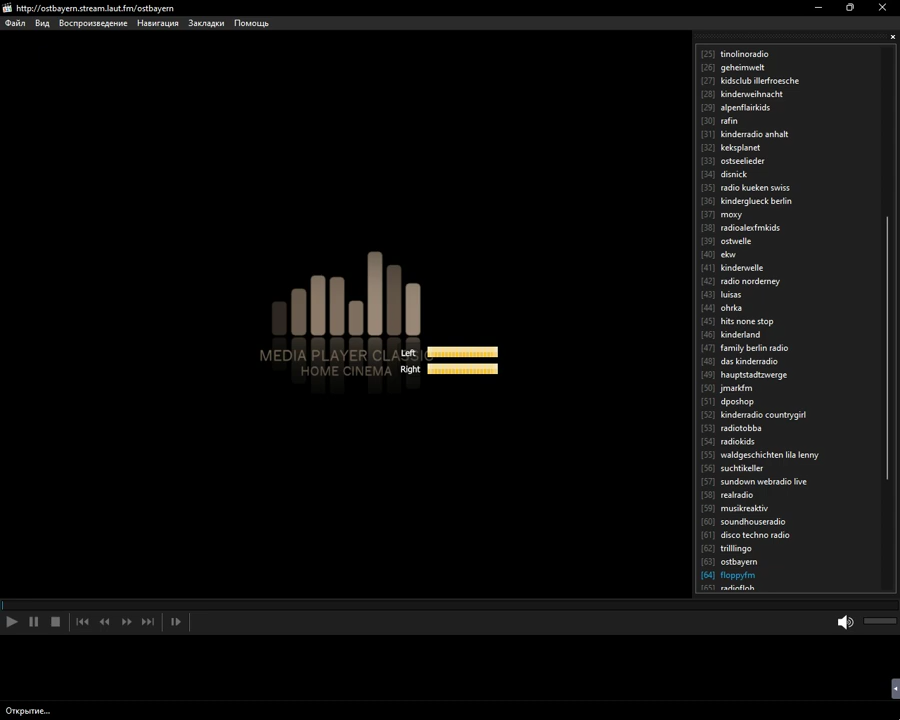 http://ostbayern.stream.laut.fm/ostbayern
Файл Вид Воспроизведение Навигация Закладки Помощь
[25] tinolinoradio
[26] geheimwelt
[27] kidsclub illerfroesche
[28] kinderweihnacht
[29] alpenflairkids
[30] rafin
[31] kinderradio anhalt
[32] keksplanet
[33] ostseelieder
[34] disnick
[35] radio kueken swiss
[36] kinderglueck berlin
[37] moxy
[38] radioalexfmkids
[39] ostwelle
[40] ekw
[41] kinderwelle
[42] radio norderney
[43] luisas
[44] ohrka
[45] hits none stop
[46] kinderland
[47] family berlin radio
[48] das kinderradio
[49] hauptstadtzwerge
[50] jmarkfm
[51] dposhop
[52] kinderradio countrygirl
[53] radiotobba
[54] radiokids
[55] waldgeschichten lila lenny
[56] suchtikeller
[57] sundown webradio live
[58] realradio
[59] musikreaktiv
[60] soundhouseradio
[61] disco techno radio
[62] trilllingo
[63] ostbayern
[64] floppyfm
[65] radiofloh
MEDIA PLAYER CLASSIC
HOME CINEMA
Left
Right
Открытие...